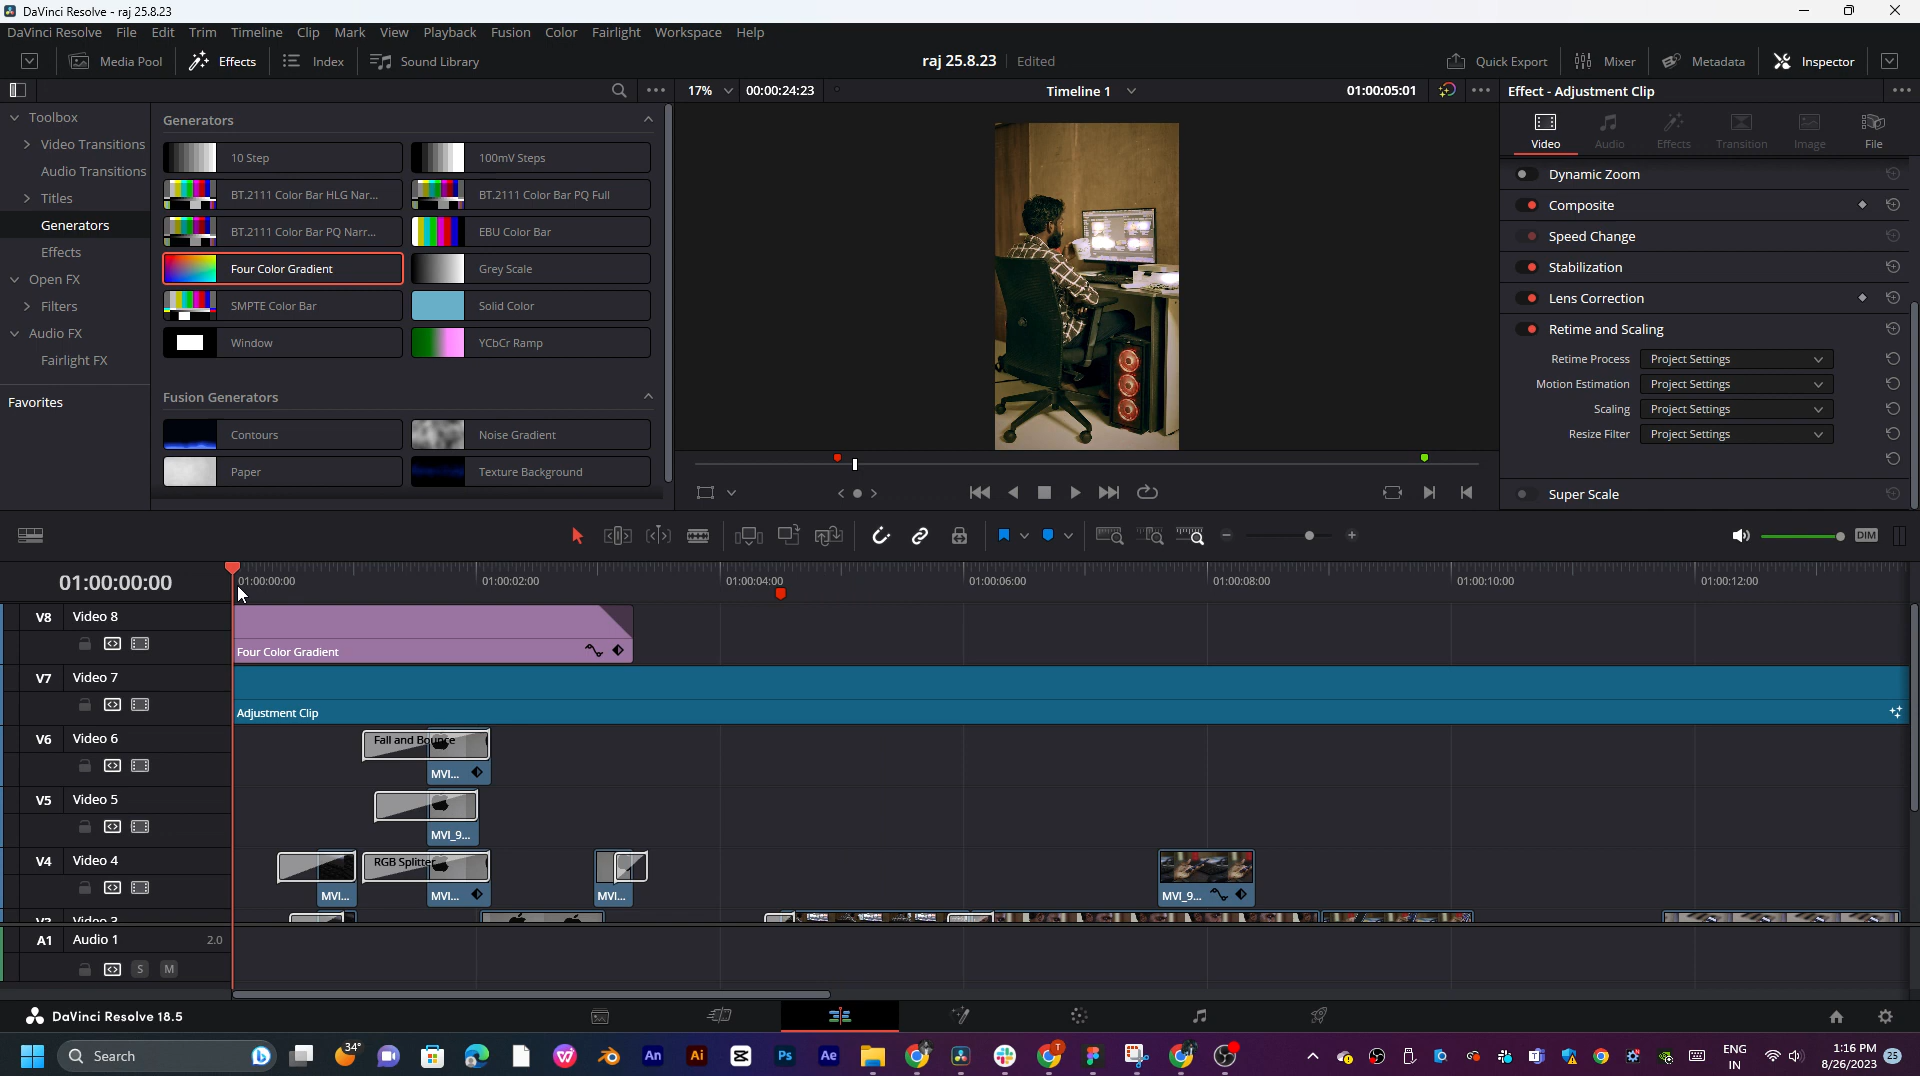 DaVinci Resolve - raj 25.8.23
DaVinci Resolve File Edit Trim Timeline Clip Mark View Playback Fusion Color Fairlight Workspace Help
Media Pool Effects Index Sound Library raj 25.8.23 Edited Quick Export Mixer Metadata Inspector
17% 00:00:24:23 Timeline 1 01:00:05:01 Effect - Adjustment Clip
Toolbox
Video Transitions
Audio Transitions
Titles
Generators
Effects
Open FX
Filters
Audio FX
Fairlight FX
Favorites
Generators
10 Step 100mV Steps
BT.2111 Color Bar HLG Nar... BT.2111 Color Bar PQ Full
BT.2111 Color Bar PQ Narr... EBU Color Bar
Four Color Gradient Grey Scale
SMPTE Color Bar Solid Color
Window YCbCr Ramp
Fusion Generators
Contours Noise Gradient
Paper Texture Background
Video Audio Effects Transition Image File
Dynamic Zoom
Composite
Speed Change
Stabilization
Lens Correction
Retime and Scaling
Retime Process Project Settings
Motion Estimation Project Settings
Scaling Project Settings
Resize Filter Project Settings
Super Scale
DIM
01:00:00:00 01:00:00:00 01:00:02:00 01:00:04:00 01:00:06:00 01:00:08:00 01:00:10:00 01:00:12:00
V8 Video 8
Four Color Gradient
V7 Video 7
Adjustment Clip
V6 Video 6
Fall and Bounce
MVI...
V5 Video 5
MVI_9...
V4 Video 4
RGB Splitter
MVI... MVI... MVI... MVI_9...
V3 Video 3
A1 Audio 1 2.0
S M
DaVinci Resolve 18.5
Search 34° An Ai Ps Ae T ENG
IN
1:16 PM
8/26/2023 25